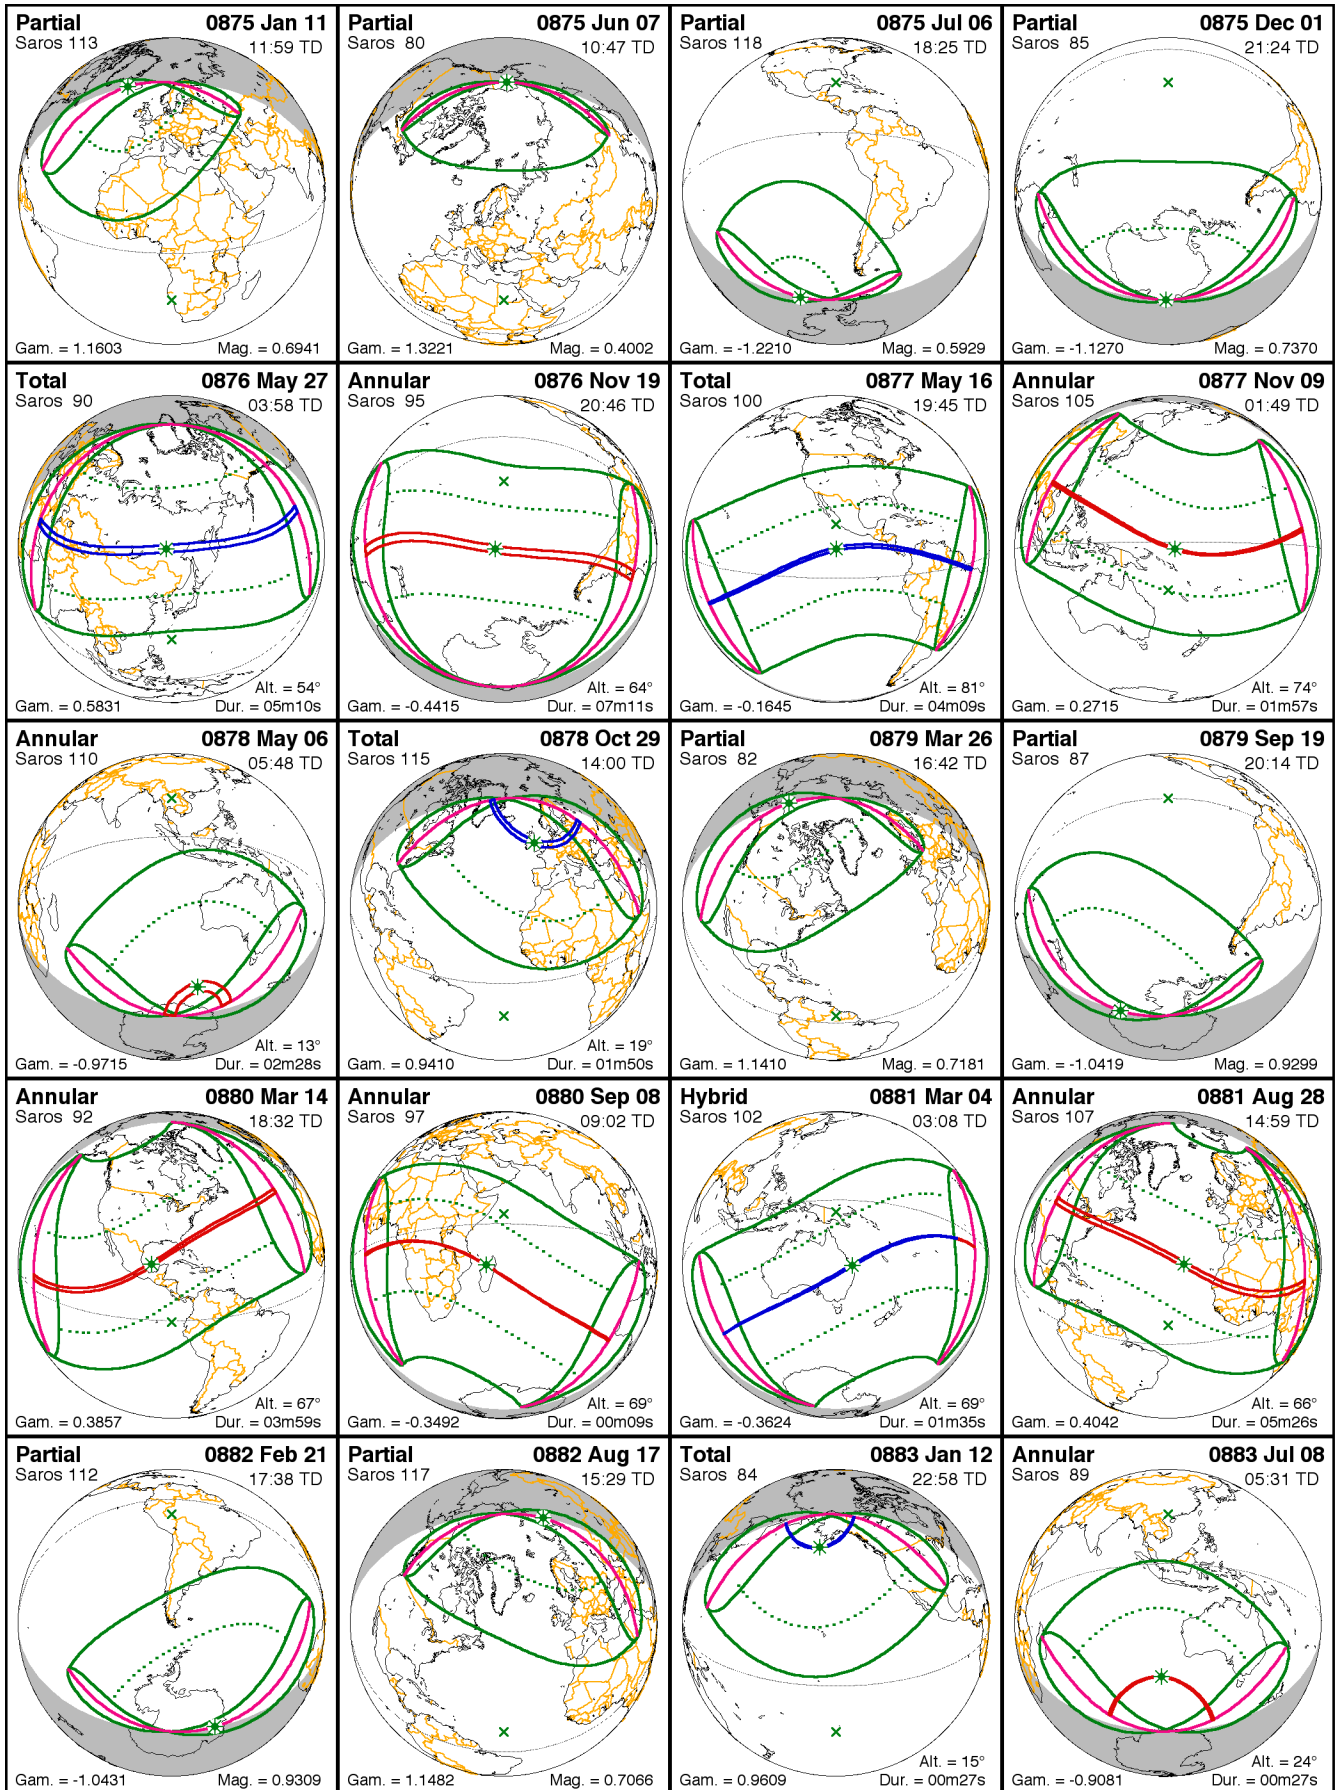 Partial 0875 Jan 11
Saros 113 11:59 TD
Gam. = 1.1603 Mag. = 0.6941
Partial 0875 Jun 07
Saros 80 10:47 TD
Gam. = 1.3221 Mag. = 0.4002
Partial 0875 Jul 06
Saros 118 18:25 TD
Gam. = -1.2210 Mag. = 0.5929
Partial 0875 Dec 01
Saros 85 21:24 TD
Gam. = -1.1270 Mag. = 0.7370
Total 0876 May 27
Saros 90 03:58 TD
Alt. = 54°
Gam. = 0.5831 Dur. = 05m10s
Annular 0876 Nov 19
Saros 95 20:46 TD
Alt. = 64°
Gam. = -0.4415 Dur. = 07m11s
Total 0877 May 16
Saros 100 19:45 TD
Alt. = 81°
Gam. = -0.1645 Dur. = 04m09s
Annular 0877 Nov 09
Saros 105 01:49 TD
Alt. = 74°
Gam. = 0.2715 Dur. = 01m57s
Annular 0878 May 06
Saros 110 05:48 TD
Alt. = 13°
Gam. = -0.9715 Dur. = 02m28s
Total 0878 Oct 29
Saros 115 14:00 TD
Alt. = 19°
Gam. = 0.9410 Dur. = 01m50s
Partial 0879 Mar 26
Saros 82 16:42 TD
Gam. = 1.1410 Mag. = 0.7181
Partial 0879 Sep 19
Saros 87 20:14 TD
Gam. = -1.0419 Mag. = 0.9299
Annular 0880 Mar 14
Saros 92 18:32 TD
Alt. = 67°
Gam. = 0.3857 Dur. = 03m59s
Annular 0880 Sep 08
Saros 97 09:02 TD
Alt. = 69°
Gam. = -0.3492 Dur. = 00m09s
Hybrid 0881 Mar 04
Saros 102 03:08 TD
Alt. = 69°
Gam. = -0.3624 Dur. = 01m35s
Annular 0881 Aug 28
Saros 107 14:59 TD
Alt. = 66°
Gam. = 0.4042 Dur. = 05m26s
Partial 0882 Feb 21
Saros 112 17:38 TD
Gam. = -1.0431 Mag. = 0.9309
Partial 0882 Aug 17
Saros 117 15:29 TD
Gam. = 1.1482 Mag. = 0.7066
Total 0883 Jan 12
Saros 84 22:58 TD
Alt. = 15°
Gam. = 0.9609 Dur. = 00m27s
Annular 0883 Jul 08
Saros 89 05:31 TD
Alt. = 24°
Gam. = -0.9081 Dur. = 00m27s